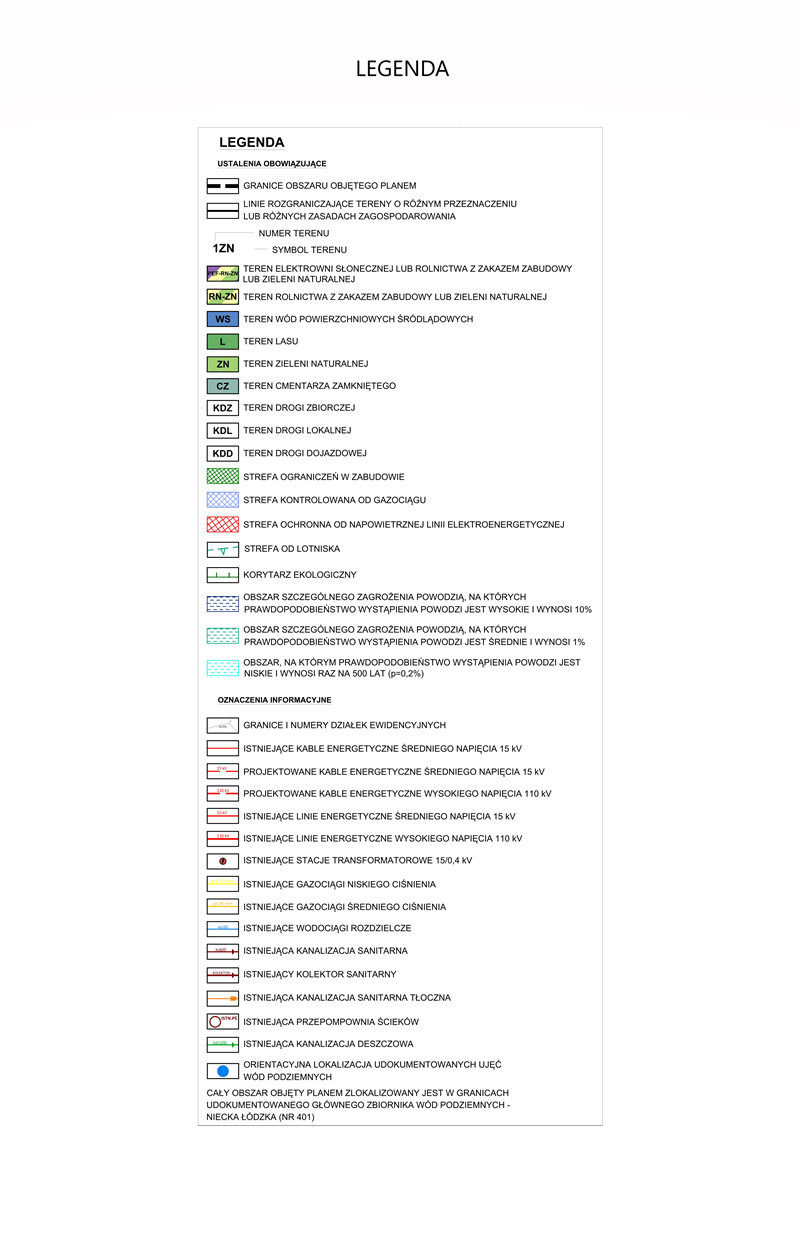 LEGENDA
LEGENDA
USTALENIA OBOWIĄZUJĄCE
GRANICE OBSZARU OBJĘTEGO PLANEM
LINIE ROZGRANICZAJĄCE TERENY O RÓŻNYM PRZEZNACZENIU
LUB RÓŻNYCH ZASADACH ZAGOSPODAROWANIA
NUMER TERENU
1ZN SYMBOL TERENU
PEF-RN-ZN TEREN ELEKTROWNI SŁONECZNEJ LUB ROLNICTWA Z ZAKAZEM ZABUDOWY
LUB ZIELENI NATURALNEJ
RN-ZN TEREN ROLNICTWA Z ZAKAZEM ZABUDOWY LUB ZIELENI NATURALNEJ
WS TEREN WÓD POWIERZCHNIOWYCH ŚRÓDLĄDOWYCH
L TEREN LASU
ZN TEREN ZIELENI NATURALNEJ
CZ TEREN CMENTARZA ZAMKNIĘTEGO
KDZ TEREN DROGI ZBIORCZEJ
KDL TEREN DROGI LOKALNEJ
KDD TEREN DROGI DOJAZDOWEJ
STREFA OGRANICZEŃ W ZABUDOWIE
STREFA KONTROLOWANA OD GAZOCIĄGU
STREFA OCHRONNA OD NAPOWIETRZNEJ LINII ELEKTROENERGETYCZNEJ
STREFA OD LOTNISKA
KORYTARZ EKOLOGICZNY
OBSZAR SZCZEGÓLNEGO ZAGROŻENIA POWODZIĄ, NA KTÓRYCH
PRAWDOPODOBIEŃSTWO WYSTĄPIENIA POWODZI JEST WYSOKIE I WYNOSI 10%
OBSZAR SZCZEGÓLNEGO ZAGROŻENIA POWODZIĄ, NA KTÓRYCH
PRAWDOPODOBIEŃSTWO WYSTĄPIENIA POWODZI JEST ŚREDNIE I WYNOSI 1%
OBSZAR, NA KTÓRYM PRAWDOPODOBIEŃSTWO WYSTĄPIENIA POWODZI JEST
NISKIE I WYNOSI RAZ NA 500 LAT (p=0,2%)
OZNACZENIA INFORMACYJNE
GRANICE I NUMERY DZIAŁEK EWIDENCYJNYCH
ISTNIEJĄCE KABLE ENERGETYCZNE ŚREDNIEGO NAPIĘCIA 15 kV
15 kV PROJEKTOWANE KABLE ENERGETYCZNE ŚREDNIEGO NAPIĘCIA 15 kV
110 kV PROJEKTOWANE KABLE ENERGETYCZNE WYSOKIEGO NAPIĘCIA 110 kV
15 kV ISTNIEJĄCE LINIE ENERGETYCZNE ŚREDNIEGO NAPIĘCIA 15 kV
110 kV ISTNIEJĄCE LINIE ENERGETYCZNE WYSOKIEGO NAPIĘCIA 110 kV
ISTNIEJĄCE STACJE TRANSFORMATOROWE 15/0,4 kV
ISTNIEJĄCE GAZOCIĄGI NISKIEGO CIŚNIENIA
ISTNIEJĄCE GAZOCIĄGI ŚREDNIEGO CIŚNIENIA
ISTNIEJĄCE WODOCIĄGI ROZDZIELCZE
ISTNIEJĄCA KANALIZACJA SANITARNA
KOLEKTOR ISTNIEJĄCY KOLEKTOR SANITARNY
ISTNIEJĄCA KANALIZACJA SANITARNA TŁOCZNA
ISTN.PŚ ISTNIEJĄCA PRZEPOMPOWNIA ŚCIEKÓW
ISTNIEJĄCA KANALIZACJA DESZCZOWA
ORIENTACYJNA LOKALIZACJA UDOKUMENTOWANYCH UJĘĆ
WÓD PODZIEMNYCH
CAŁY OBSZAR OBJĘTY PLANEM ZLOKALIZOWANY JEST W GRANICACH
UDOKUMENTOWANEGO GŁÓWNEGO ZBIORNIKA WÓD PODZIEMNYCH -
NIECKA ŁÓDZKA (NR 401)